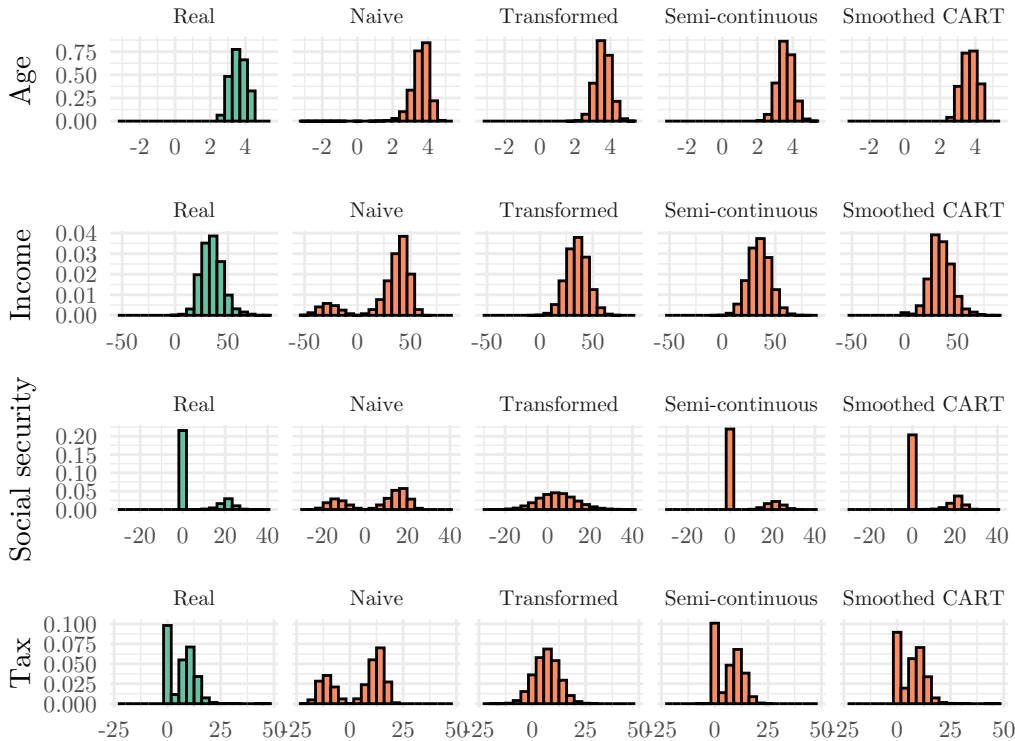 Real Naive Transformed Semi-continuous Smoothed CART
Age
0.75
0.50
0.25
0.00
-2 0 2 4 -2 0 2 4 -2 0 2 4 -2 0 2 4 -2 0 2 4
Real Naive Transformed Semi-continuous Smoothed CART
Income
0.04
0.03
0.02
0.01
0.00
-50 0 50 -50 0 50 -50 0 50 -50 0 50 -50 0 50
Real Naive Transformed Semi-continuous Smoothed CART
Social security
0.20
0.15
0.10
0.05
0.00
-20 0 20 40 -20 0 20 40 -20 0 20 40 -20 0 20 40 -20 0 20 40
Real Naive Transformed Semi-continuous Smoothed CART
Tax
0.100
0.075
0.050
0.025
0.000
-25 0 25 50 -25 0 25 50 -25 0 25 50 -25 0 25 50 -25 0 25 50